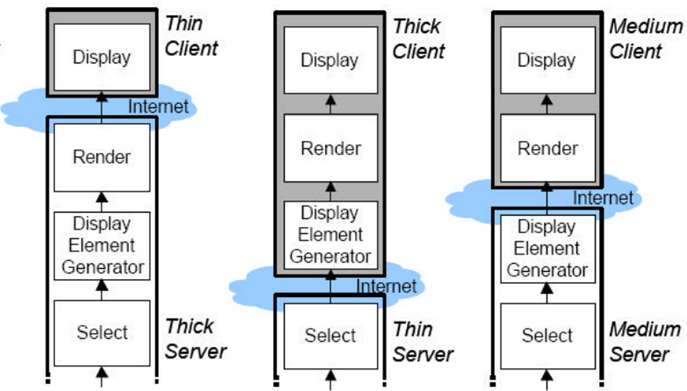 Thin
Client
Display
Internet
Render
Display
Element
Generator
Select
Thick
Server
Thick
Client
Display
Render
Display
Element
Generator
Internet
Select
Thin
Server
Medium
Client
Display
Render
Internet
Display
Element
Generator
Select
Medium
Server